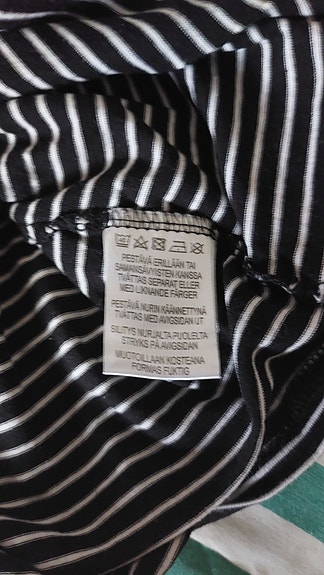 PESTÄVÄ ERILLÄÄN TAI
SAMANSÄVYISTEN KANSSA
TVÄTTAS SEPARAT ELLER
MED LIKNANDE FÄRGER
PESTÄVÄ NURIN KÄÄNNETTYNÄ
TVÄTTAS MED AVIGSIDAN UT
SILITYS NURJALTA PUOLELTA
STRYKS PÅ AVIGSIDAN
MUOTOILLAAN KOSTEANA
FORMAS FUKTIG